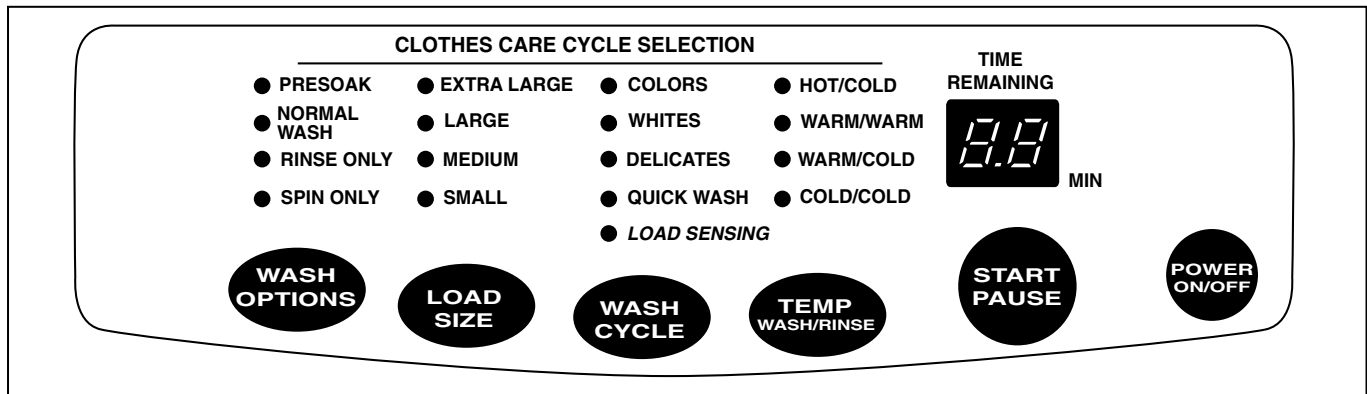 CLOTHES CARE CYCLE SELECTION
PRESOAK
NORMAL
WASH
RINSE ONLY
SPIN ONLY
EXTRA LARGE
LARGE
MEDIUM
SMALL
COLORS
WHITES
DELICATES
QUICK WASH
LOAD SENSING
HOT/COLD
WARM/WARM
WARM/COLD
COLD/COLD
TIME
REMAINING
8.8
MIN
WASH
OPTIONS
LOAD
SIZE
WASH
CYCLE
TEMP
WASH/RINSE
START
PAUSE
POWER
ON/OFF